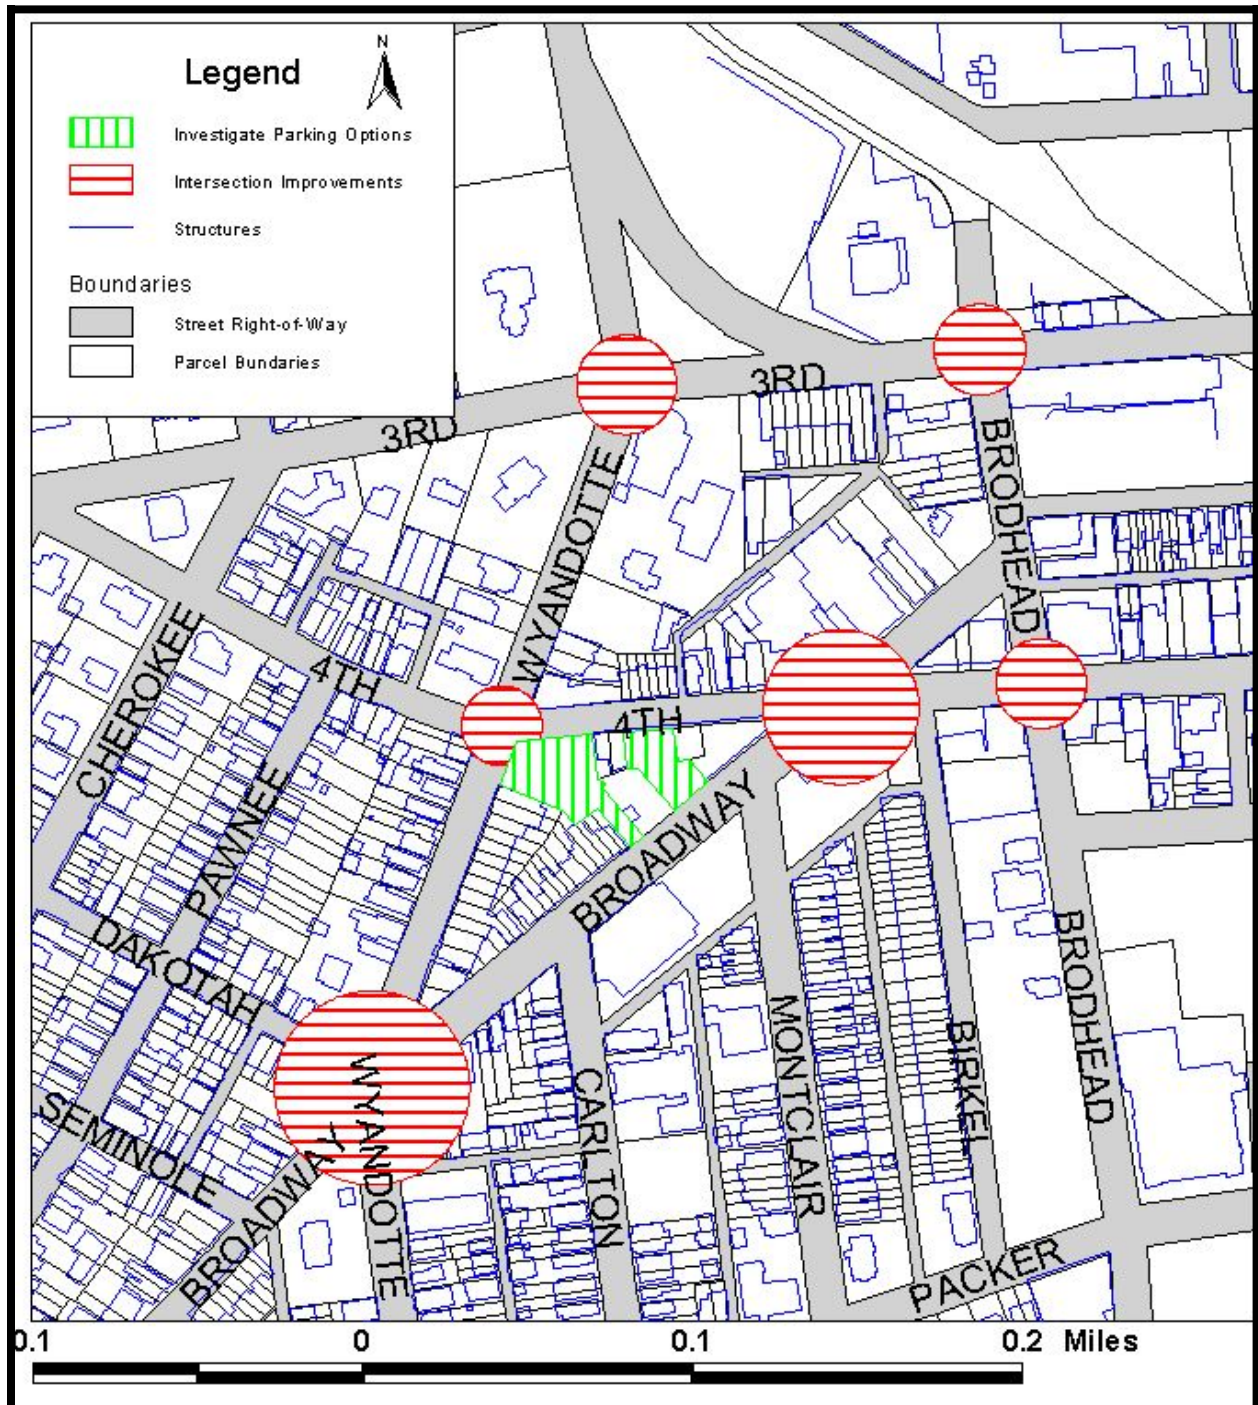 N
Legend
Investigate Parking Options
Intersection Improvements
Structures
Boundaries
Street Right-of-Way
Parcel Bundaries
3RD
3RD
BRODHEAD
WYANDOTTE
CHEROKEE
4TH
4TH
PAWNEE
BROADWAY
DAKOTAH
BRODHEAD
MONTCLAIR
BIRKEL
WYANDOTTE
CARLTON
SEMINOLE
BROADWAY
PACKER
0.1 0 0.1 0.2 Miles